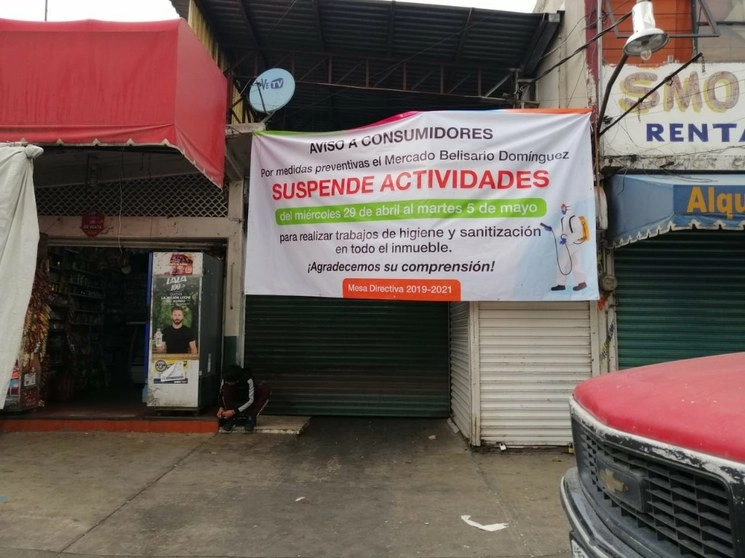 AVISO A CONSUMIDORES
Por medidas preventivas el Mercado Belisario Domínguez
SUSPENDE ACTIVIDADES
del miércoles 29 de abril al martes 5 de mayo
para realizar trabajos de higiene y sanitización
en todo el inmueble.
¡Agradecemos su comprensión!
Mesa Directiva 2019-2021
TV
SMO
RENTA
Alqu
LALA
100